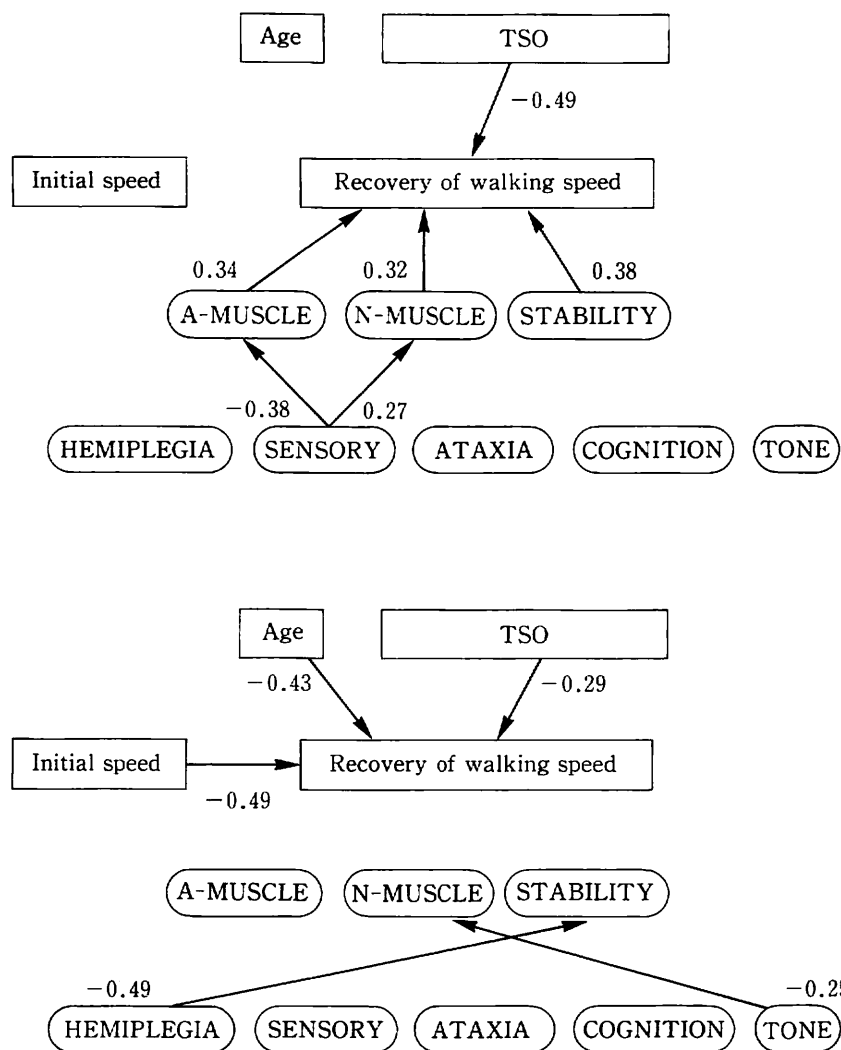 Age TSO
−0.49
Initial speed Recovery of walking speed
0.34 0.32 0.38
A-MUSCLE N-MUSCLE STABILITY
−0.38 0.27
HEMIPLEGIA SENSORY ATAXIA COGNITION TONE
Age TSO
−0.43 −0.29
Initial speed Recovery of walking speed
−0.49
A-MUSCLE N-MUSCLE STABILITY
−0.49 −0.25
HEMIPLEGIA SENSORY ATAXIA COGNITION TONE